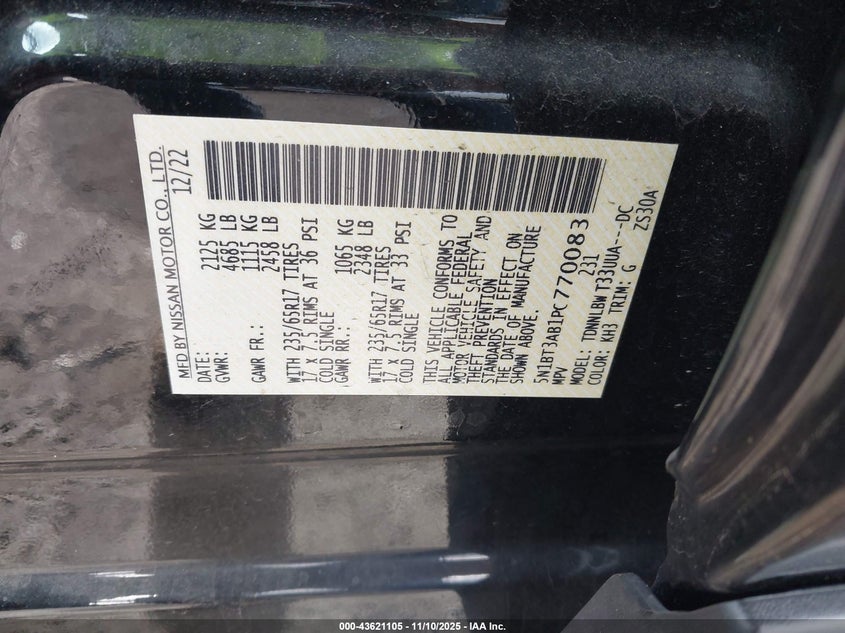 MFD BY NISSAN MOTOR CO., LTD.
DATE: 12/22
GVWR: 2125 KG
4685 LB
GAWR FR.: 1115 KG
2458 LB
WITH 235/65R17 TIRES
17 X 7.5 RIMS AT 36 PSI
COLD SINGLE
GAWR RR.: 1065 KG
2348 LB
WITH 235/65R17 TIRES
17 X 7.5 RIMS AT 33 PSI
COLD SINGLE
THIS VEHICLE CONFORMS TO
ALL APPLICABLE FEDERAL
MOTOR VEHICLE SAFETY AND
THEFT PREVENTION
STANDARDS IN EFFECT ON
THE DATE OF MANUFACTURE
SHOWN ABOVE.
5N1BT3AB1PC770083
MPV 231
MODEL: TDNNLBW T33UUA---DC
COLOR: KH3 TRIM: G ZS30A
000-43621105 - 11/10/2025 - IAA Inc.